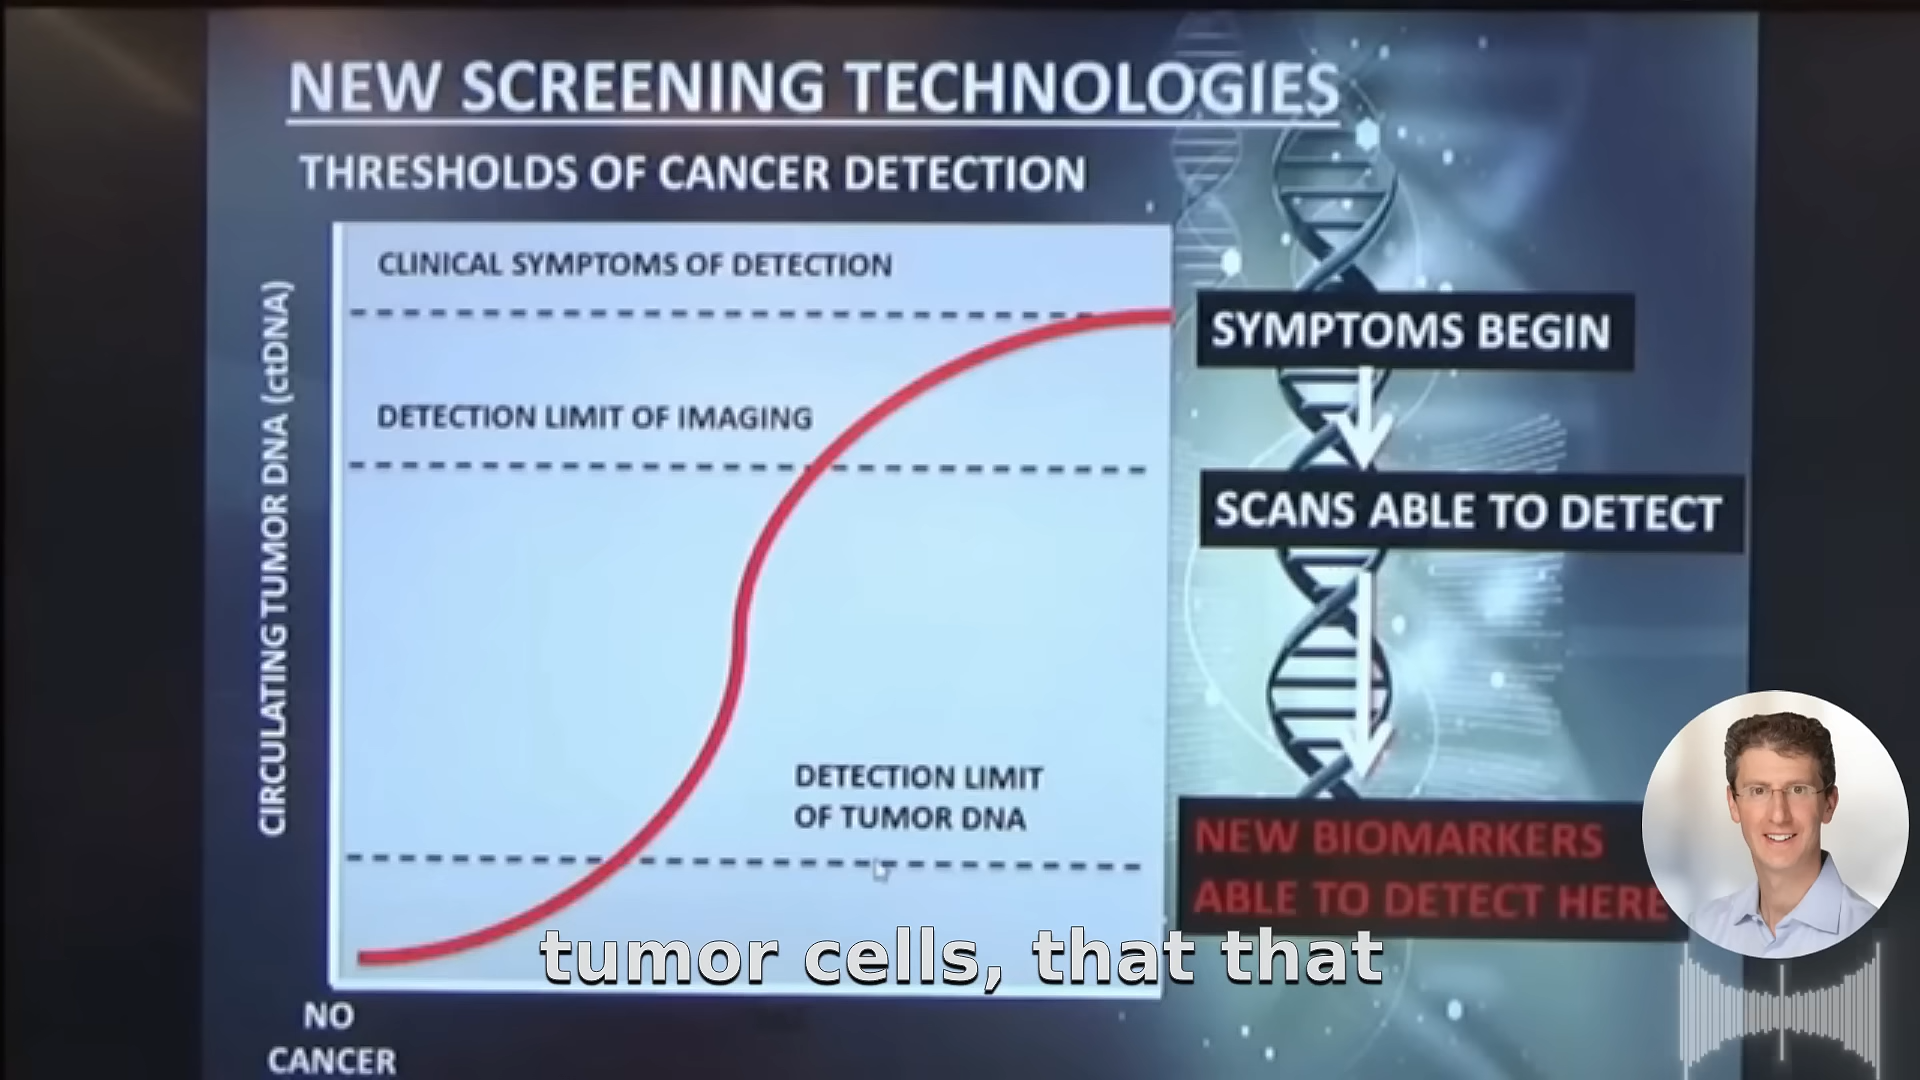 NEW SCREENING TECHNOLOGIES
THRESHOLDS OF CANCER DETECTION
CIRCULATING TUMOR DNA (ctDNA)
CLINICAL SYMPTOMS OF DETECTION
DETECTION LIMIT OF IMAGING
DETECTION LIMIT
OF TUMOR DNA
NO
CANCER
SYMPTOMS BEGIN
SCANS ABLE TO DETECT
NEW BIOMARKERS
ABLE TO DETECT HERE
tumor cells, that that